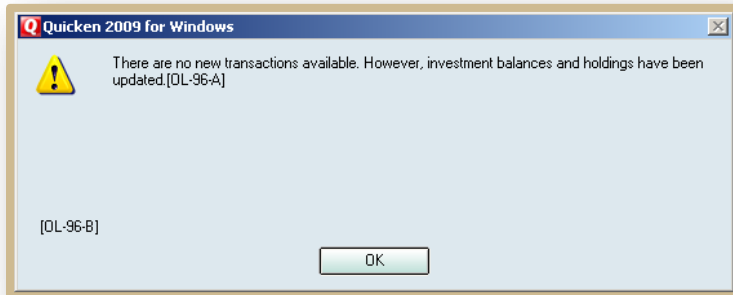 Q Quicken 2009 for Windows
There are no new transactions available. However, investment balances and holdings have been
updated.[OL-96-A]
[OL-96-B]
OK